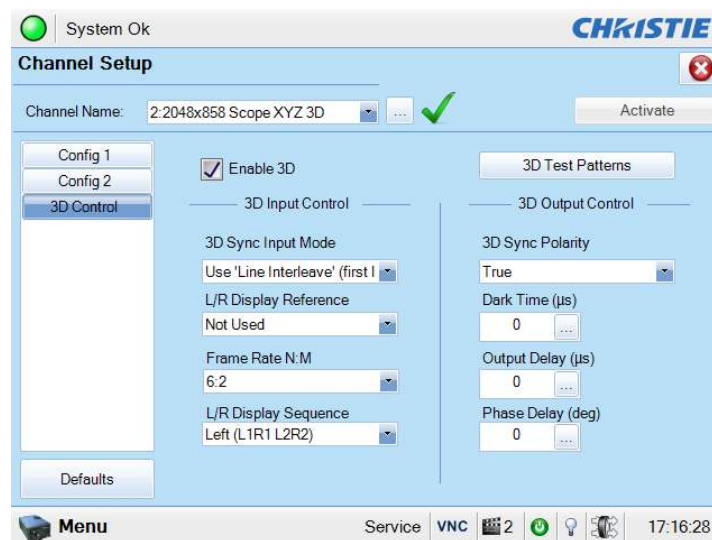 System Ok
CHRISTIE
Channel Setup
Channel Name: 2:2048x858 Scope XYZ 3D ... Activate
Config 1
Config 2
3D Control
Enable 3D
3D Test Patterns
3D Input Control
3D Output Control
3D Sync Input Mode
Use 'Line Interleave' (first l
L/R Display Reference
Not Used
Frame Rate N:M
6:2
L/R Display Sequence
Left (L1R1 L2R2)
3D Sync Polarity
True
Dark Time (µs)
0 ...
Output Delay (µs)
0 ...
Phase Delay (deg)
0 ...
Defaults
Menu Service VNC 2 17:16:28